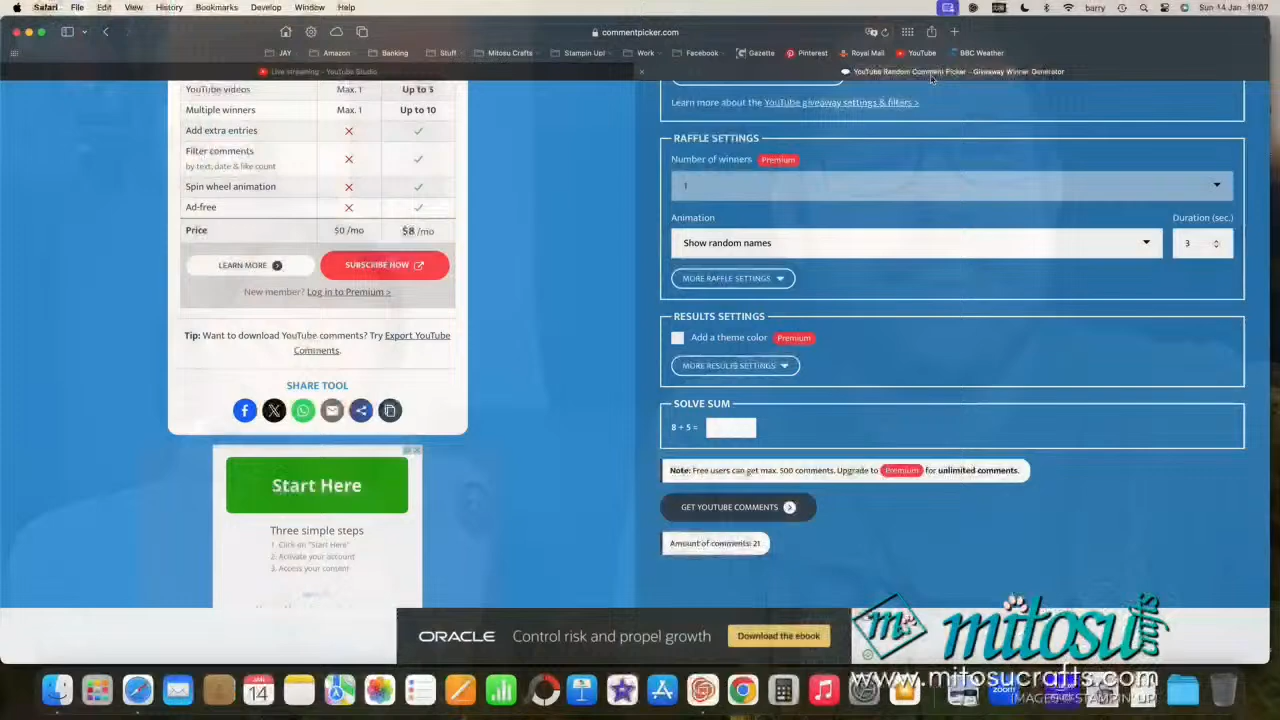 Safari File Edit View History Bookmarks Develop Window Help
barry Sun 14 Jan 19:07
commentpicker.com
JAY Amazon Banking Stuff Mitosu Crafts Stampin Up! Work Facebook Gazette Pinterest Royal Mail YouTube BBC Weather
Live streaming - YouTube Studio
YouTube Random Comment Picker - Giveaway Winner Generator
YouTube videos Max. 1 Up to 5
Multiple winners Max. 1 Up to 10
Add extra entries
Filter comments
by text, date & like count
Spin wheel animation
Ad-free
Price $0 /mo $8 /mo
LEARN MORE SUBSCRIBE NOW
New member? Log in to Premium >
Tip: Want to download YouTube comments? Try Export YouTube
Comments.
SHARE TOOL
Start Here
Three simple steps
1. Click on "Start Here"
2. Activate your account
3. Access your content
Learn more about the YouTube giveaway settings & filters >
RAFFLE SETTINGS
Number of winners Premium
1
Animation Duration (sec.)
Show random names 3
MORE RAFFLE SETTINGS
RESULTS SETTINGS
Add a theme color Premium
MORE RESULTS SETTINGS
SOLVE SUM
8 + 5 =
Note: Free users can get max. 500 comments. Upgrade to Premium for unlimited comments.
GET YOUTUBE COMMENTS
Amount of comments: 21
ORACLE Control risk and propel growth Download the ebook
m mitosu crafts
www.mitosucrafts.com
IMAGES © STAMPIN' UP!
JAN
14
zoom